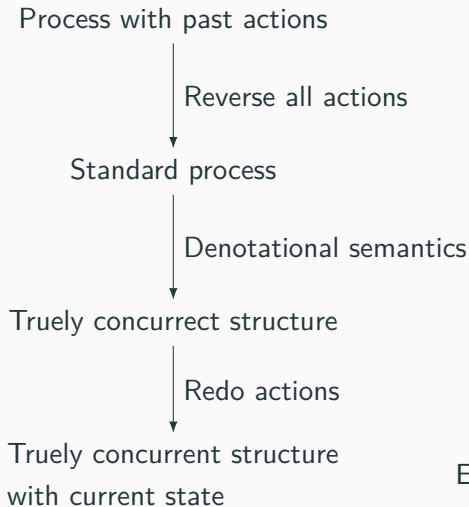 Process with past actions
Reverse all actions
Standard process
Denotational semantics
Truely concurrect structure
Redo actions
Truely concurrent structure
with current state
E